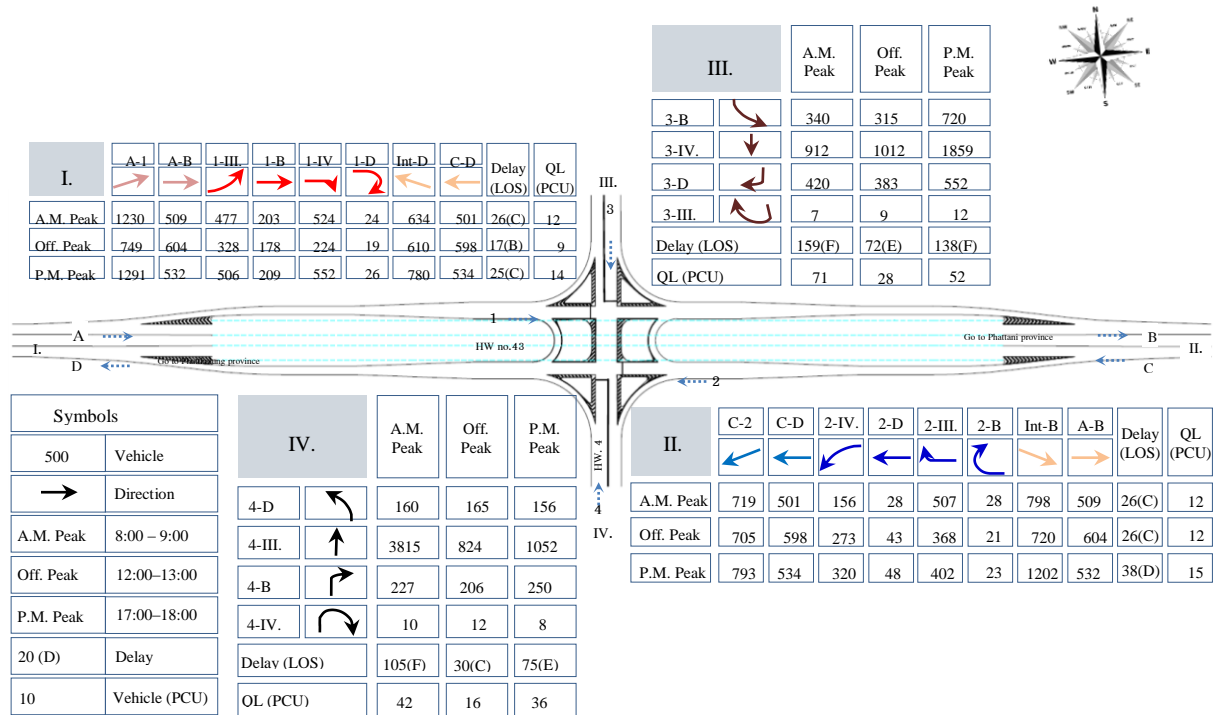 N
W E
S
III. A.M. Peak Off. Peak P.M. Peak
3-B 340 315 720
3-IV. 912 1012 1859
3-D 420 383 552
3-III. 7 9 12
Delay (LOS) 159(F) 72(E) 138(F)
QL (PCU) 71 28 52
I. A-1 A-B 1-III. 1-B 1-IV 1-D Int-D C-D Delay (LOS) QL (PCU)
A.M. Peak 1230 509 477 203 524 24 634 501 26(C) 12
Off. Peak 749 604 328 178 224 19 610 598 17(B) 9
P.M. Peak 1291 532 506 209 552 26 780 534 25(C) 14
III.
3
1
A
I.
D
HW no.43
Go to Phattani province
B
II.
C
2
HW. 4
4
IV.
Symbols
500 Vehicle
Direction
A.M. Peak 8:00 – 9:00
Off. Peak 12:00–13:00
P.M. Peak 17:00–18:00
20 (D) Delay
10 Vehicle (PCU)
IV. A.M. Peak Off. Peak P.M. Peak
4-D 160 165 156
4-III. 3815 824 1052
4-B 227 206 250
4-IV. 10 12 8
Delay (LOS) 105(F) 30(C) 75(E)
QL (PCU) 42 16 36
II. C-2 C-D 2-IV. 2-D 2-III. 2-B Int-B A-B Delay (LOS) QL (PCU)
A.M. Peak 719 501 156 28 507 28 798 509 26(C) 12
Off. Peak 705 598 273 43 368 21 720 604 26(C) 12
P.M. Peak 793 534 320 48 402 23 1202 532 38(D) 15